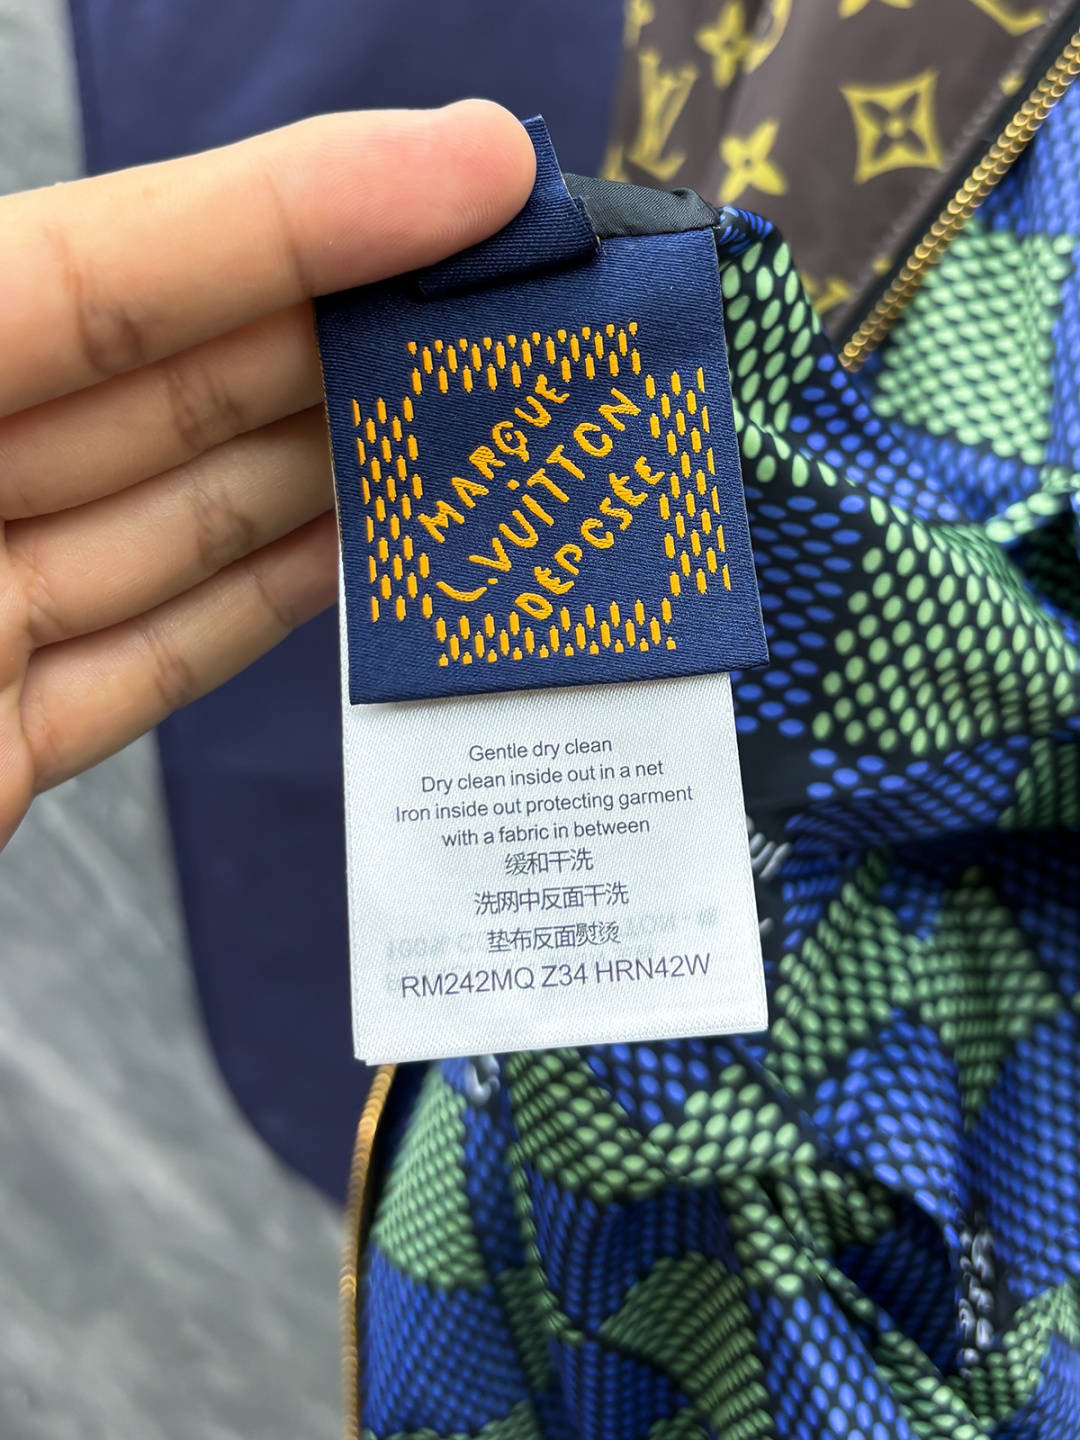 MARQUE
L.VUiTTON
DÉPOSÉE
Gentle dry clean
Dry clean inside out in a net
Iron inside out protecting garment
with a fabric in between
缓和干洗
洗网中反面干洗
垫布反面熨烫
RM242MQ Z34 HRN42W
LV